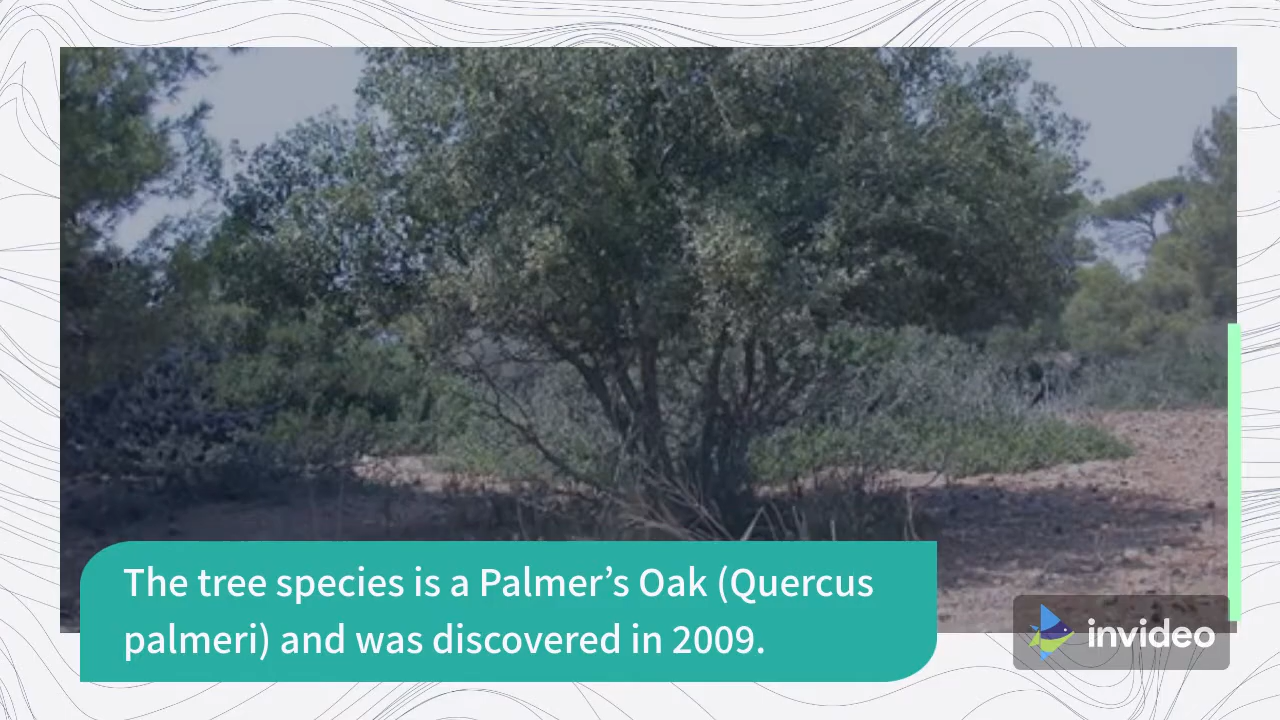 The tree species is a Palmer’s Oak (Quercus
palmeri) and was discovered in 2009.
invideo